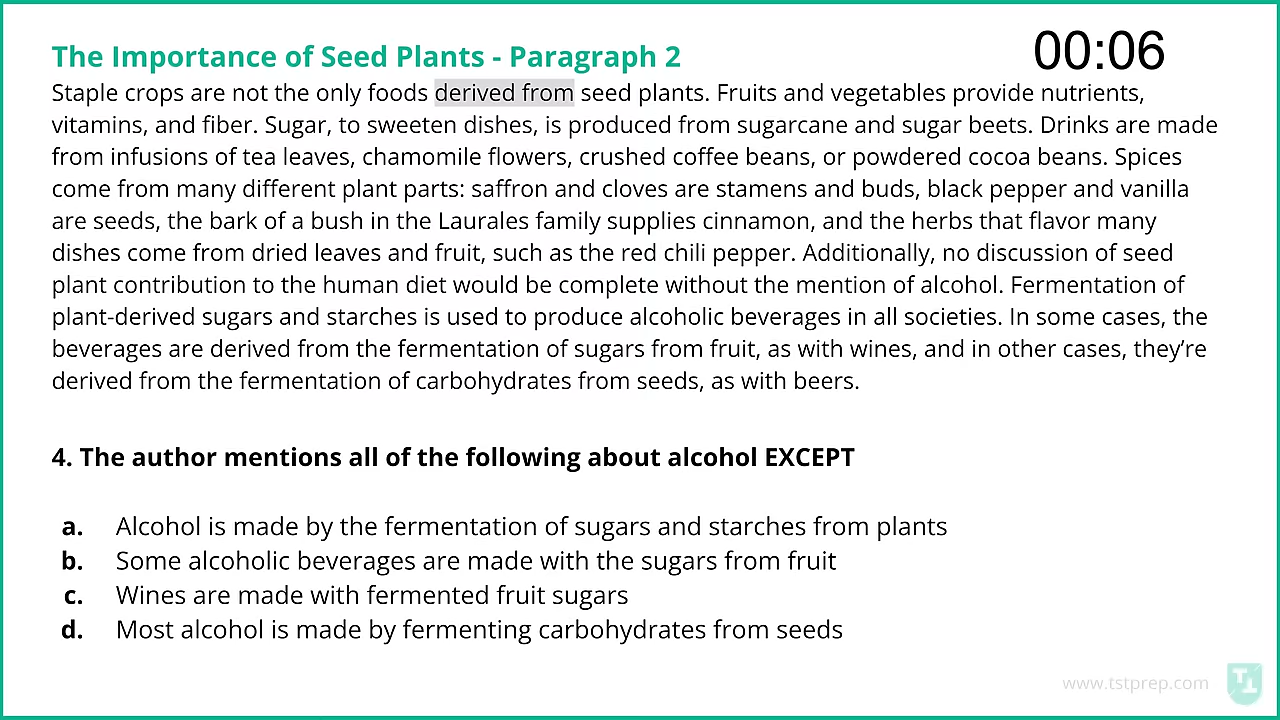 The Importance of Seed Plants - Paragraph 2
00:06
Staple crops are not the only foods derived from seed plants. Fruits and vegetables provide nutrients,
vitamins, and fiber. Sugar, to sweeten dishes, is produced from sugarcane and sugar beets. Drinks are made
from infusions of tea leaves, chamomile flowers, crushed coffee beans, or powdered cocoa beans. Spices
come from many different plant parts: saffron and cloves are stamens and buds, black pepper and vanilla
are seeds, the bark of a bush in the Laurales family supplies cinnamon, and the herbs that flavor many
dishes come from dried leaves and fruit, such as the red chili pepper. Additionally, no discussion of seed
plant contribution to the human diet would be complete without the mention of alcohol. Fermentation of
plant-derived sugars and starches is used to produce alcoholic beverages in all societies. In some cases, the
beverages are derived from the fermentation of sugars from fruit, as with wines, and in other cases, they’re
derived from the fermentation of carbohydrates from seeds, as with beers.
4. The author mentions all of the following about alcohol EXCEPT
a. Alcohol is made by the fermentation of sugars and starches from plants
b. Some alcoholic beverages are made with the sugars from fruit
c. Wines are made with fermented fruit sugars
d. Most alcohol is made by fermenting carbohydrates from seeds
www.tstprep.com